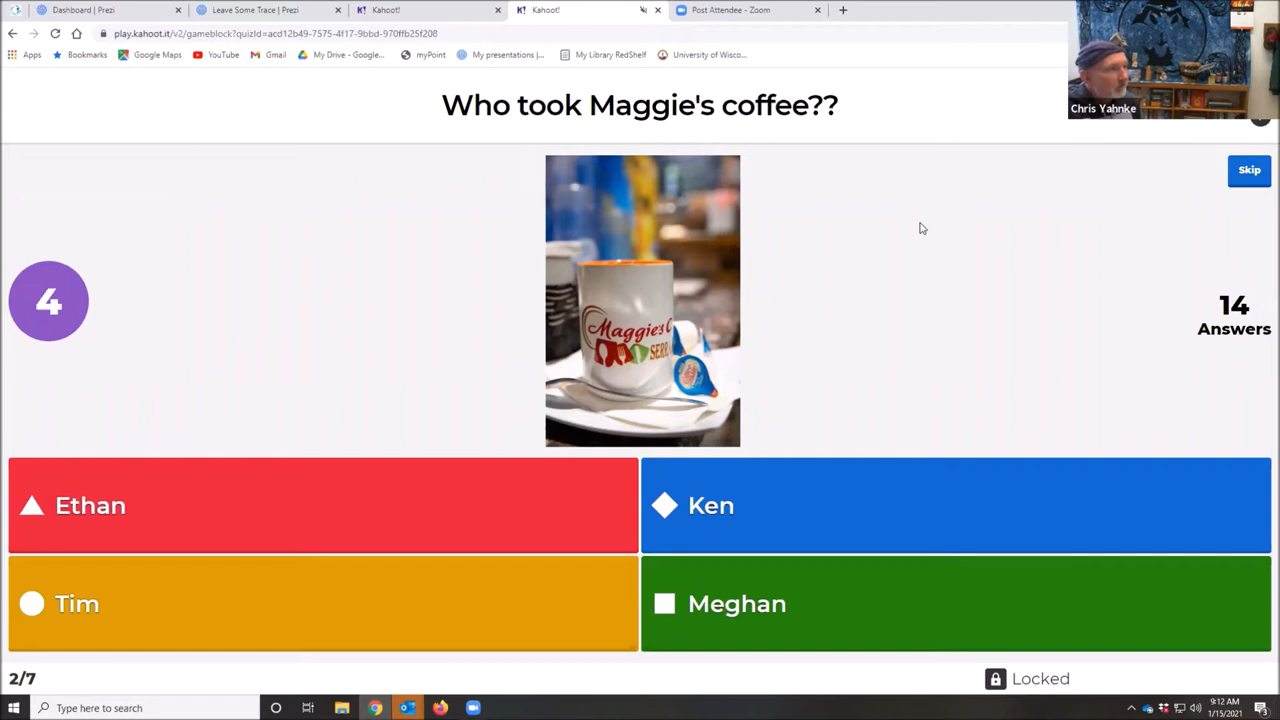 Dashboard | Prezi
Leave Some Trace | Prezi
Kahoot!
Kahoot!
Post Attendee - Zoom
play.kahoot.it/v2/gameblock?quizId=acd12b49-7575-4f17-9bbd-970ffb25f208
Apps
Bookmarks
Google Maps
YouTube
Gmail
My Drive - Google...
myPoint
My presentations |...
My Library RedShelf
University of Wisco...
Chris Yahnke
Who took Maggie's coffee??
Skip
4
Maggie's C
SERR
14
Answers
Ethan
Ken
Tim
Meghan
2/7
Locked
Type here to search
9:12 AM
1/15/2021
3